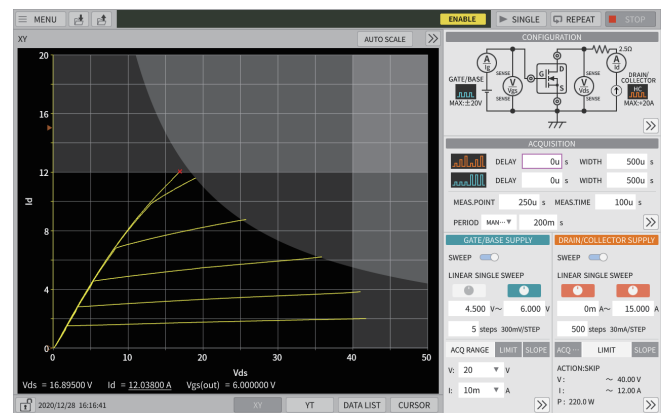 MENU
ENABLE
SINGLE
REPEAT
STOP
XY
AUTO SCALE
CONFIGURATION
20
16
12
8
4
0
Id
0 10 20 30 40 50
Vds
2.5Ω
A
Ig
SENSE
V
Vgs
SENSE
G
D
S
SENSE
V
Vds
SENSE
A
Id
GATE/BASE
MAX:±20V
DRAIN/
COLLECTOR
HC
MAX:+20A
ACQUISITION
DELAY 0u s WIDTH 500u s
DELAY 0u s WIDTH 500u s
MEAS.POINT 250u s MEAS.TIME 100u s
PERIOD MAN⋯▼ 200m s
GATE/BASE SUPPLY
SWEEP
LINEAR SINGLE SWEEP
4.500 V～ 6.000 V
5 steps 300mV/STEP
ACQ RANGE LIMIT SLOPE
V: 20 ▼ V
I: 10m ▼ A
DRAIN/COLLECTOR SUPPLY
SWEEP
LINEAR SINGLE SWEEP
0m A～ 15.000 A
500 steps 30mA/STEP
ACQ ⋯ LIMIT SLOPE
ACTION:SKIP
V : ～ 40.00 V
I : ～ 12.00 A
P : 220.0 W
Vds = 16.89500 V Id = 12.03800 A Vgs(out) = 6.000000 V
2020/12/28 16:16:41
XY
YT
DATA LIST
CURSOR